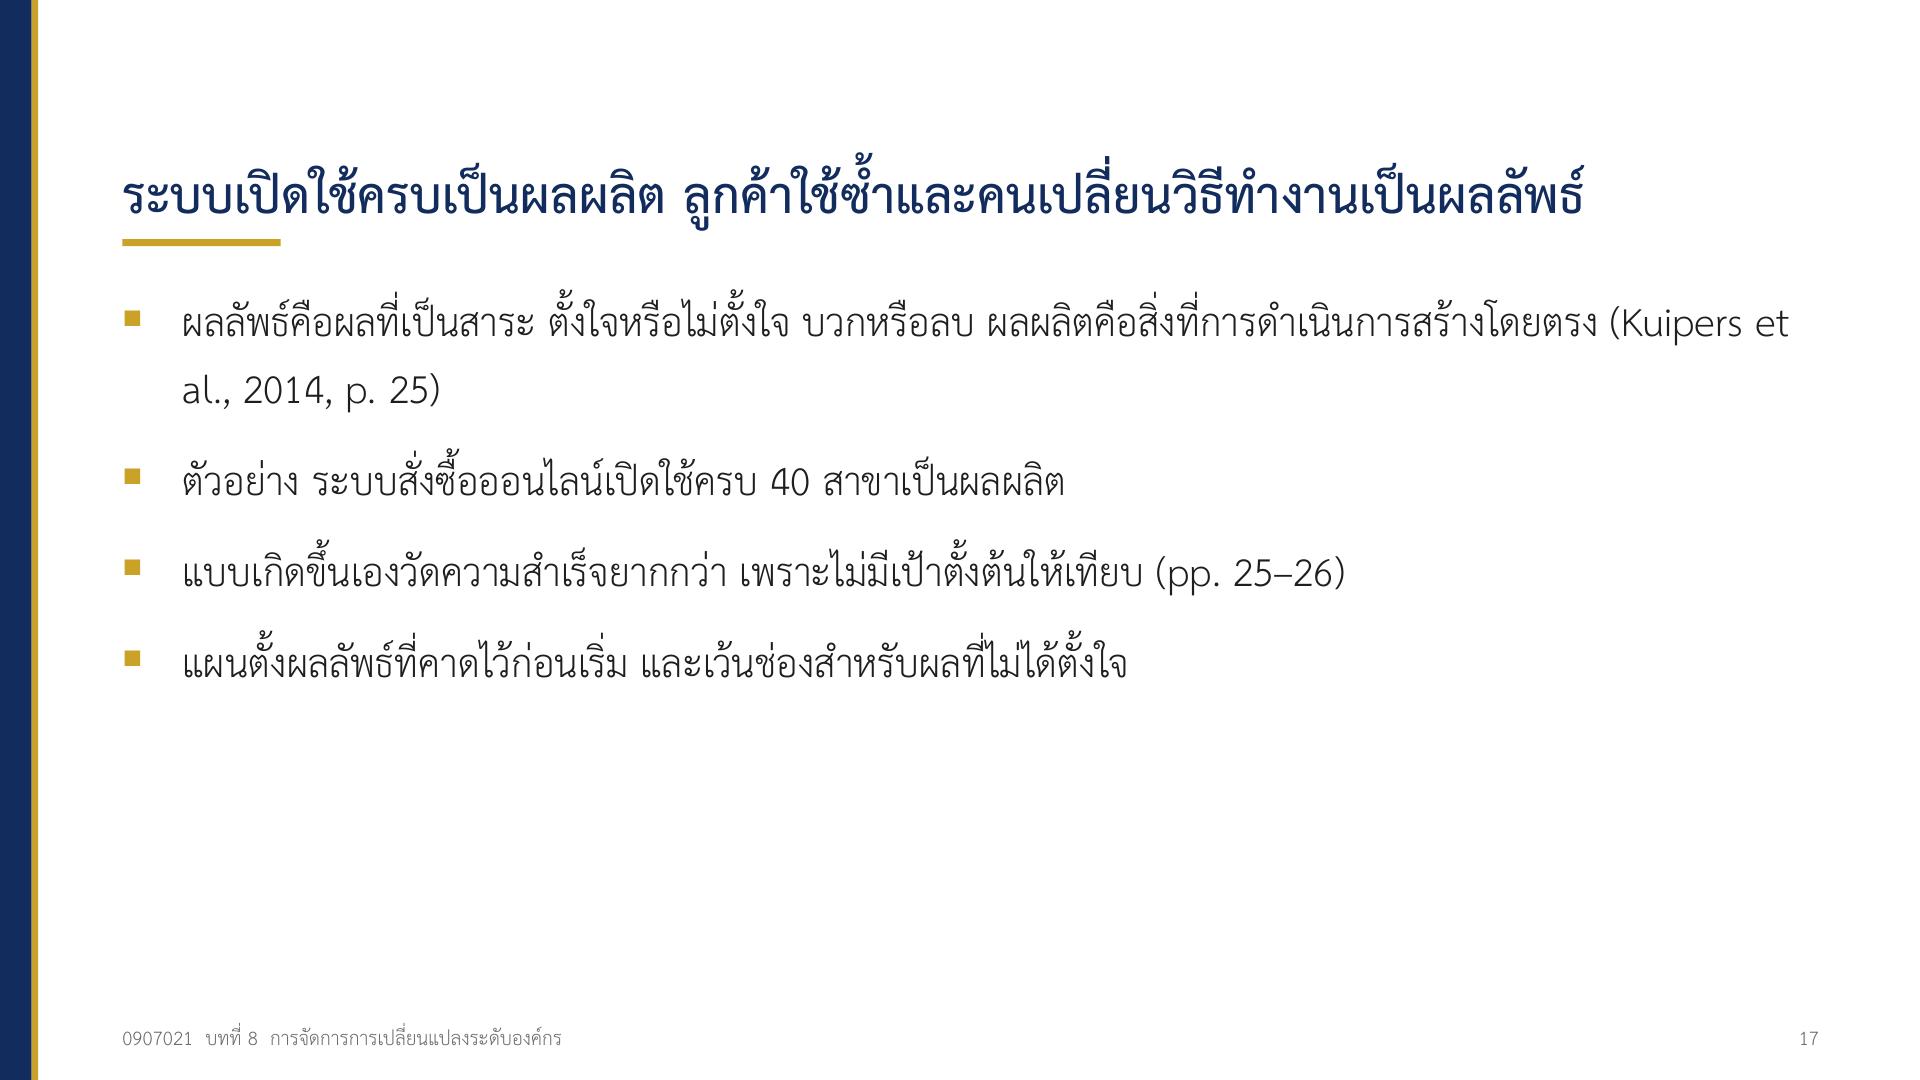 ระบบเปิดใช้ครบเป็นผลผลิต ลูกค้าใช้ซ้ำและคนเปลี่ยนวิธีทำงานเป็นผลลัพธ์
ผลลัพธ์คือผลที่เป็นสาระ ตั้งใจหรือไม่ตั้งใจ บวกหรือลบ ผลผลิตคือสิ่งที่การดำเนินการสร้างโดยตรง (Kuipers et
al., 2014, p. 25)
ตัวอย่าง ระบบสั่งซื้อออนไลน์เปิดใช้ครบ 40 สาขาเป็นผลผลิต
แบบเกิดขึ้นเองวัดความสำเร็จยากกว่า เพราะไม่มีเป้าตั้งต้นให้เทียบ (pp. 25–26)
แผนตั้งผลลัพธ์ที่คาดไว้ก่อนเริ่ม และเว้นช่องสำหรับผลที่ไม่ได้ตั้งใจ
0907021 บทที่ 8 การจัดการการเปลี่ยนแปลงระดับองค์กร
17